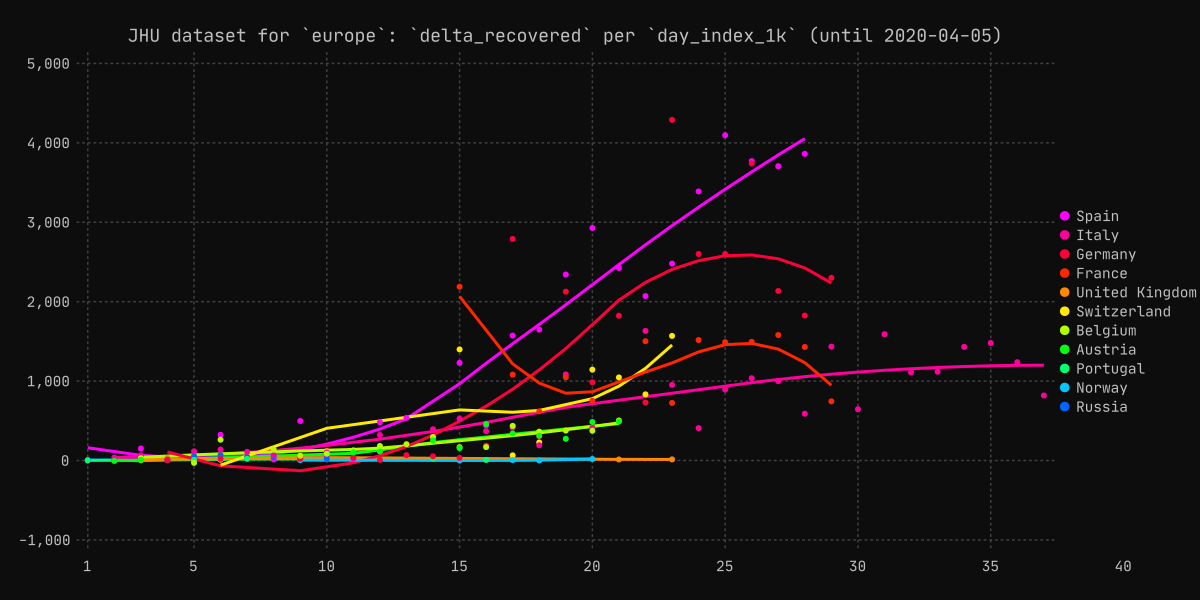 JHU dataset for `europe`: `delta_recovered` per `day_index_1k` (until 2020-04-05)
5,000
4,000
3,000
2,000
1,000
0
-1,000
1 5 10 15 20 25 30 35 40
Spain
Italy
Germany
France
United Kingdom
Switzerland
Belgium
Austria
Portugal
Norway
Russia